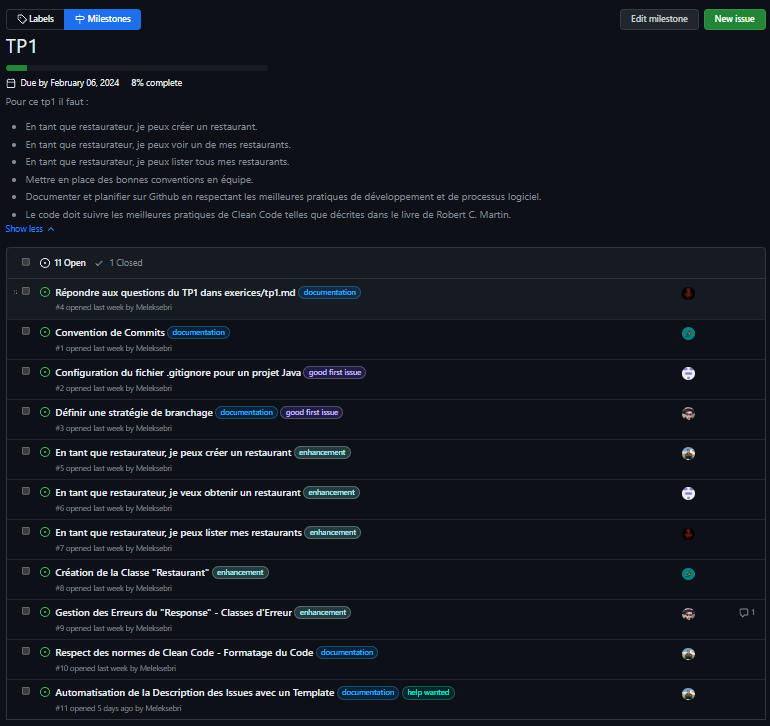 Labels Milestones Edit milestone New issue
TP1
Due by February 06, 2024 8% complete
Pour ce tp1 il faut :
En tant que restaurateur, je peux créer un restaurant.
En tant que restaurateur, je peux voir un de mes restaurants.
En tant que restaurateur, je peux lister tous mes restaurants.
Mettre en place des bonnes conventions en équipe.
Documenter et planifier sur Github en respectant les meilleures pratiques de développement et de processus logiciel.
Le code doit suivre les meilleures pratiques de Clean Code telles que décrites dans le livre de Robert C. Martin.
Show less
11 Open 1 Closed
Répondre aux questions du TP1 dans exerices/tp1.md documentation
#4 opened last week by Meleksebri
Convention de Commits documentation
#1 opened last week by Meleksebri
Configuration du fichier .gitignore pour un projet Java good first issue
#2 opened last week by Meleksebri
Définir une stratégie de branchage documentation good first issue
#3 opened last week by Meleksebri
En tant que restaurateur, je peux créer un restaurant enhancement
#5 opened last week by Meleksebri
En tant que restaurateur, je veux obtenir un restaurant enhancement
#6 opened last week by Meleksebri
En tant que restaurateur, je peux lister mes restaurants enhancement
#7 opened last week by Meleksebri
Création de la Classe "Restaurant" enhancement
#8 opened last week by Meleksebri
Gestion des Erreurs du "Response" - Classes d'Erreur enhancement 1
#9 opened last week by Meleksebri
Respect des normes de Clean Code - Formatage du Code documentation
#10 opened last week by Meleksebri
Automatisation de la Description des Issues avec un Template documentation help wanted
#11 opened 5 days ago by Meleksebri